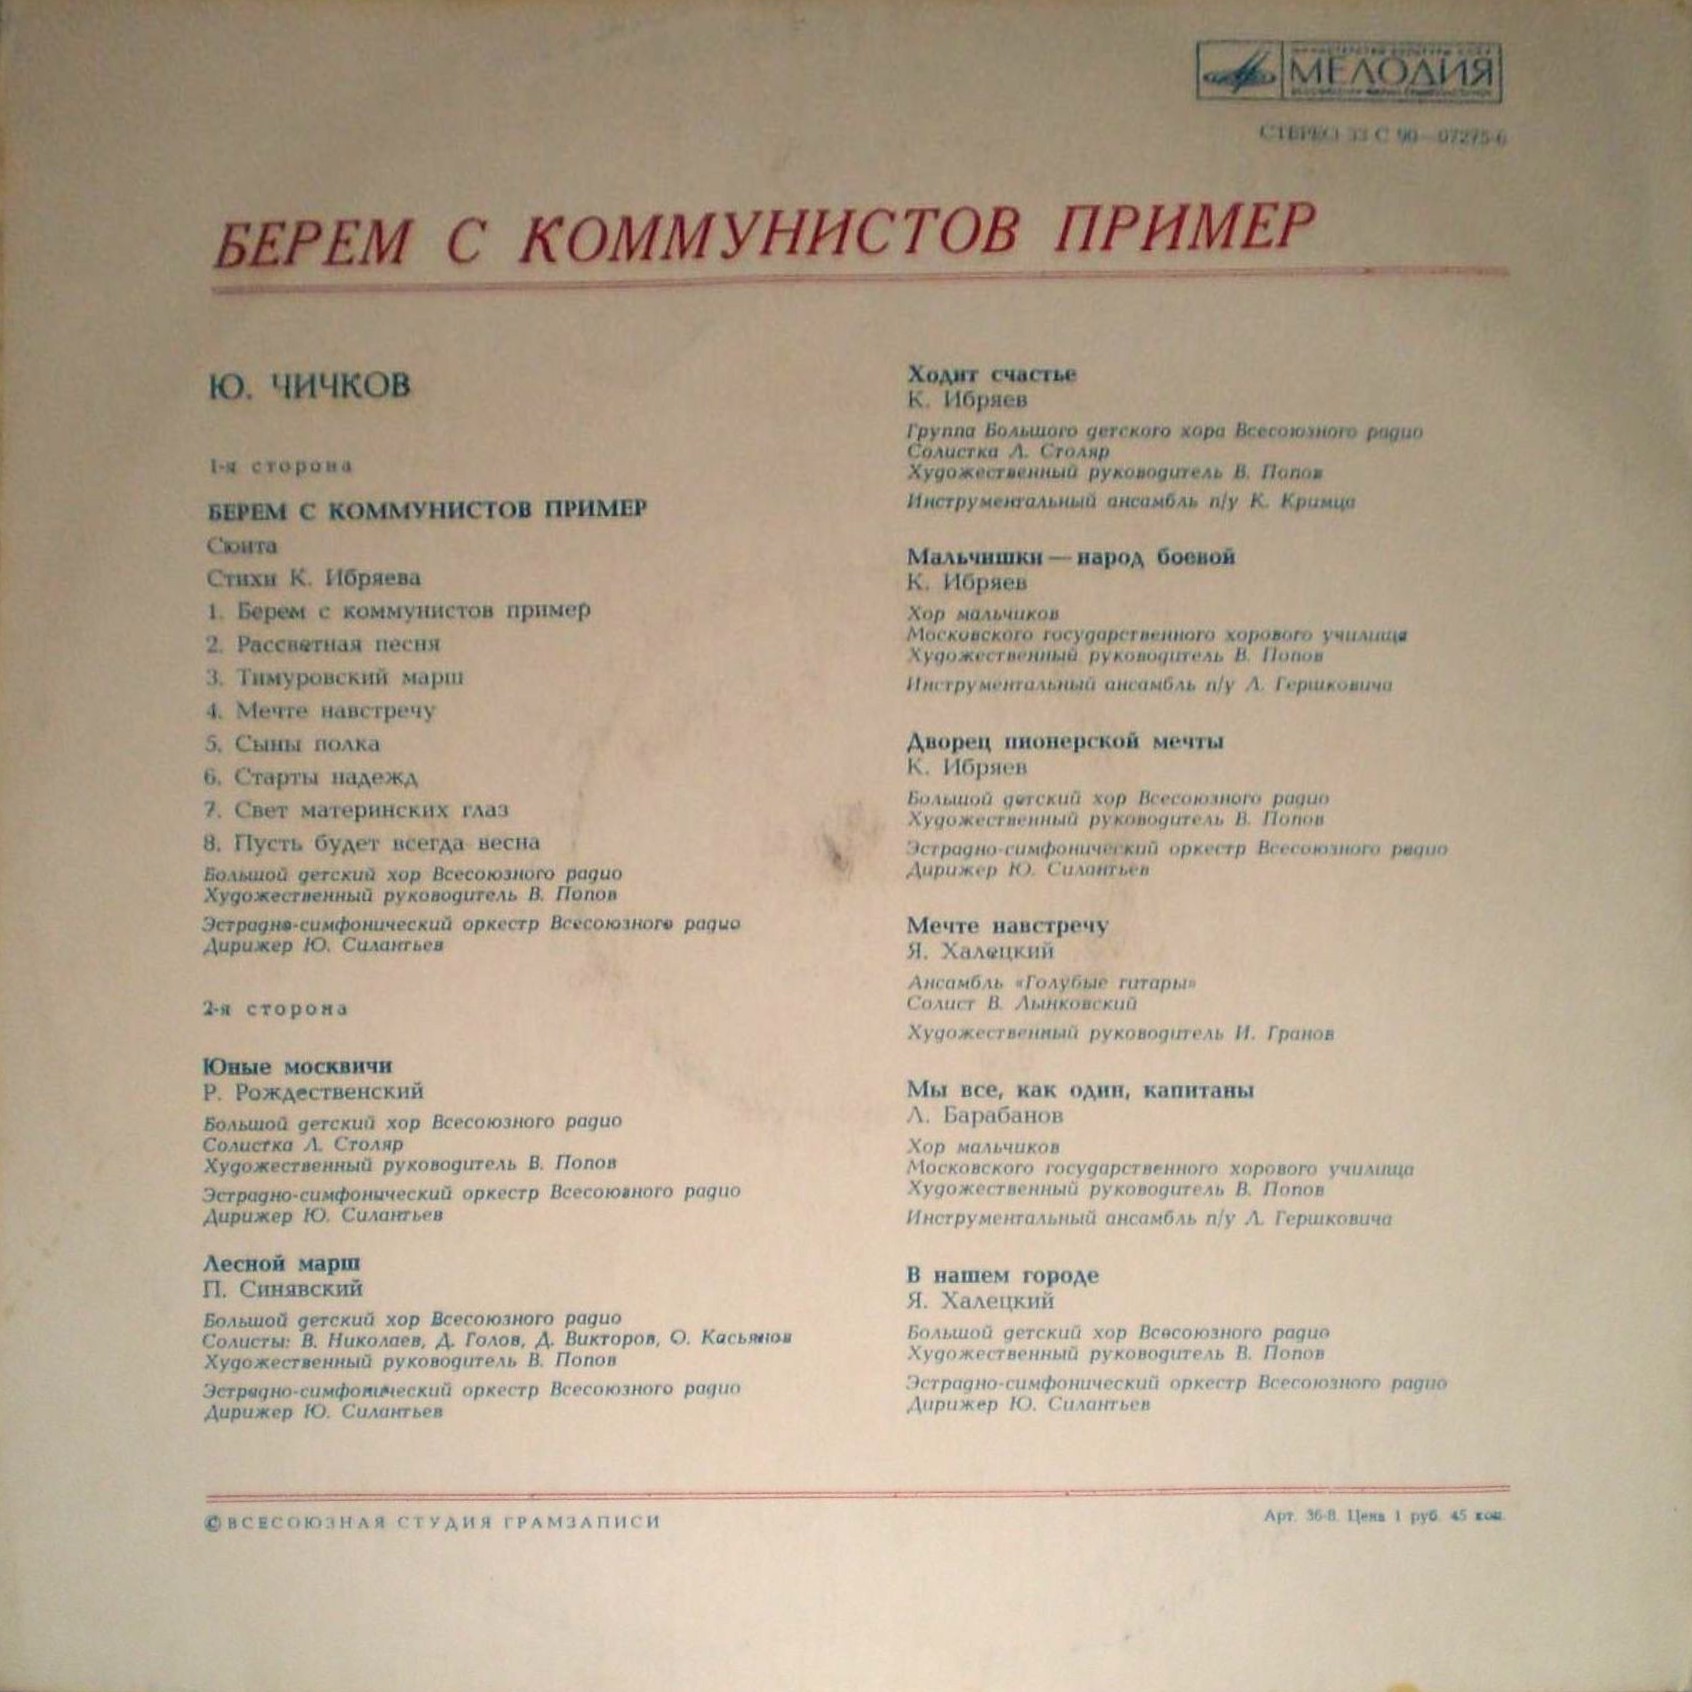 МЕЛОДИЯ
СТЕРЕО 33 С 90—07275-6
БЕРЕМ С КОММУНИСТОВ ПРИМЕР
Ю. ЧИЧКОВ
1-я сторона
БЕРЕМ С КОММУНИСТОВ ПРИМЕР
Сюита
Стихи К. Ибряева
1. Берем с коммунистов пример
2. Рассветная песня
3. Тимуровский марш
4. Мечте навстречу
5. Сыны полка
6. Старты надежд
7. Свет материнских глаз
8. Пусть будет всегда весна
Большой детский хор Всесоюзного радио
Художественный руководитель В. Попов
Эстрадно-симфонический оркестр Всесоюзного радио
Дирижер Ю. Силантьев
2-я сторона
Юные москвичи
Р. Рождественский
Большой детский хор Всесоюзного радио
Солистка Л. Столяр
Художественный руководитель В. Попов
Эстрадно-симфонический оркестр Всесоюзного радио
Дирижер Ю. Силантьев
Лесной марш
П. Синявский
Большой детский хор Всесоюзного радио
Солисты: В. Николаев, Д. Голов, Д. Викторов, О. Касьянов
Художественный руководитель В. Попов
Эстрадно-симфонический оркестр Всесоюзного радио
Дирижер Ю. Силантьев
Ходит счастье
К. Ибряев
Группа Большого детского хора Всесоюзного радио
Солистка Л. Столяр
Художественный руководитель В. Попов
Инструментальный ансамбль п/у К. Кримца
Мальчишки — народ боевой
К. Ибряев
Хор мальчиков
Московского государственного хорового училища
Художественный руководитель В. Попов
Инструментальный ансамбль п/у Л. Гершковича
Дворец пионерской мечты
К. Ибряев
Большой детский хор Всесоюзного радио
Художественный руководитель В. Попов
Эстрадно-симфонический оркестр Всесоюзного радио
Дирижер Ю. Силантьев
Мечте навстречу
Я. Халецкий
Ансамбль «Голубые гитары»
Солист В. Лынковский
Художественный руководитель И. Гранов
Мы все, как один, капитаны
Л. Барабанов
Хор мальчиков
Московского государственного хорового училища
Художественный руководитель В. Попов
Инструментальный ансамбль п/у Л. Гершковича
В нашем городе
Я. Халецкий
Большой детский хор Всесоюзного радио
Художественный руководитель В. Попов
Эстрадно-симфонический оркестр Всесоюзного радио
Дирижер Ю. Силантьев
© ВСЕСОЮЗНАЯ СТУДИЯ ГРАМЗАПИСИ
Арт. 36-8. Цена 1 руб. 45 коп.